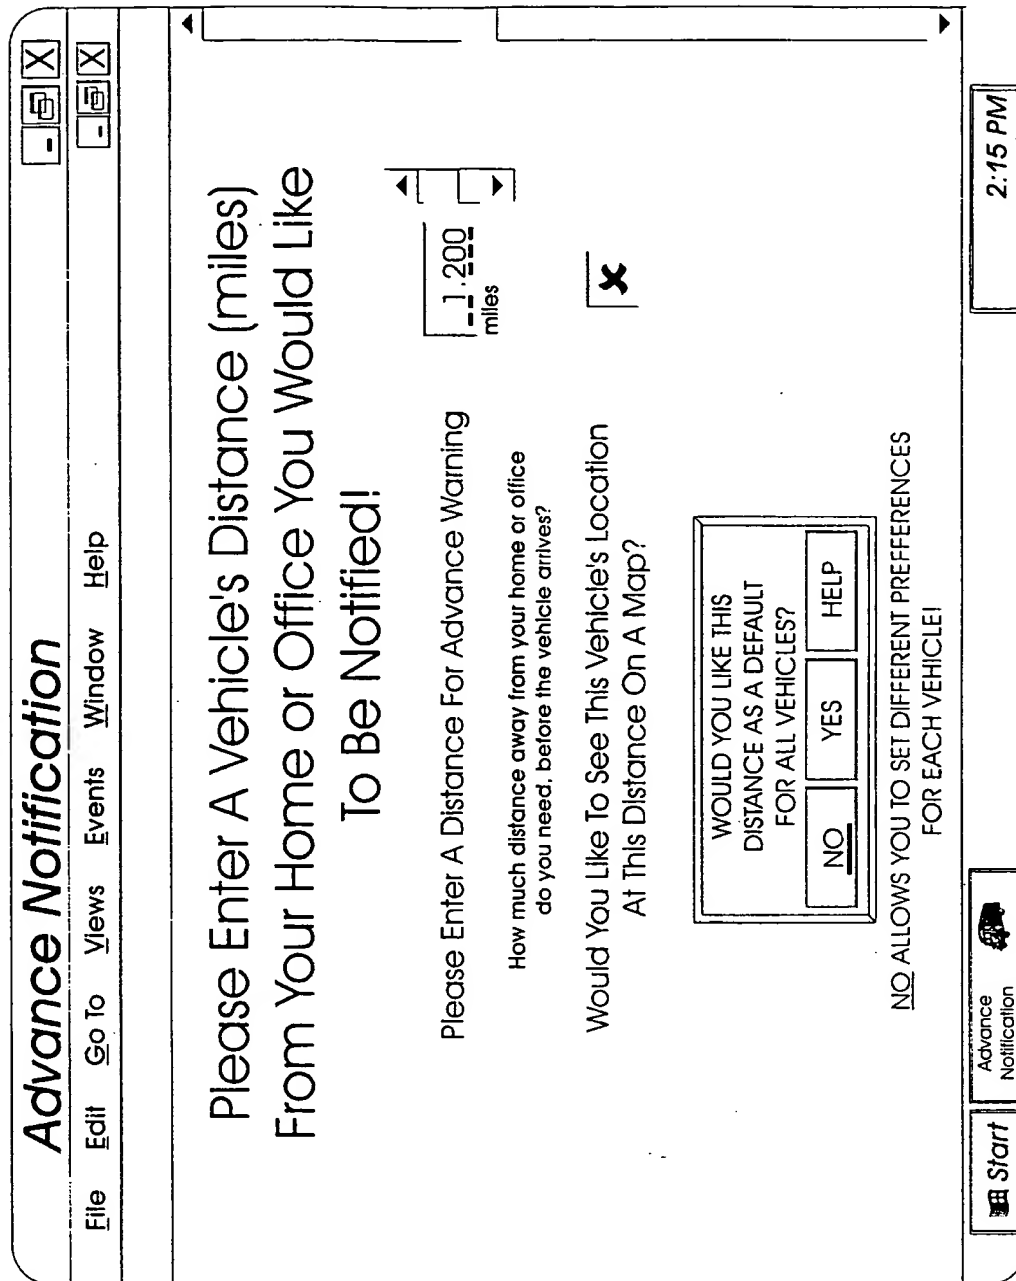 Advance Notification
File Edit Go To Views Events Window Help
Please Enter A Vehicle's Distance (miles)
From Your Home or Office You Would Like
To Be Notified!
Please Enter A Distance For Advance Warning
_ _ 1.200
miles
How much distance away from your home or office
do you need. before the vehicle arrives?
Would You Like To See This Vehicle's Location
At This Distance On A Map?
WOULD YOU LIKE THIS
DISTANCE AS A DEFAULT
FOR ALL VEHICLES?
NO YES HELP
NO ALLOWS YOU TO SET DIFFERENT PREFFERENCES
FOR EACH VEHICLE!
Start
Advance
Notification
2:15 PM